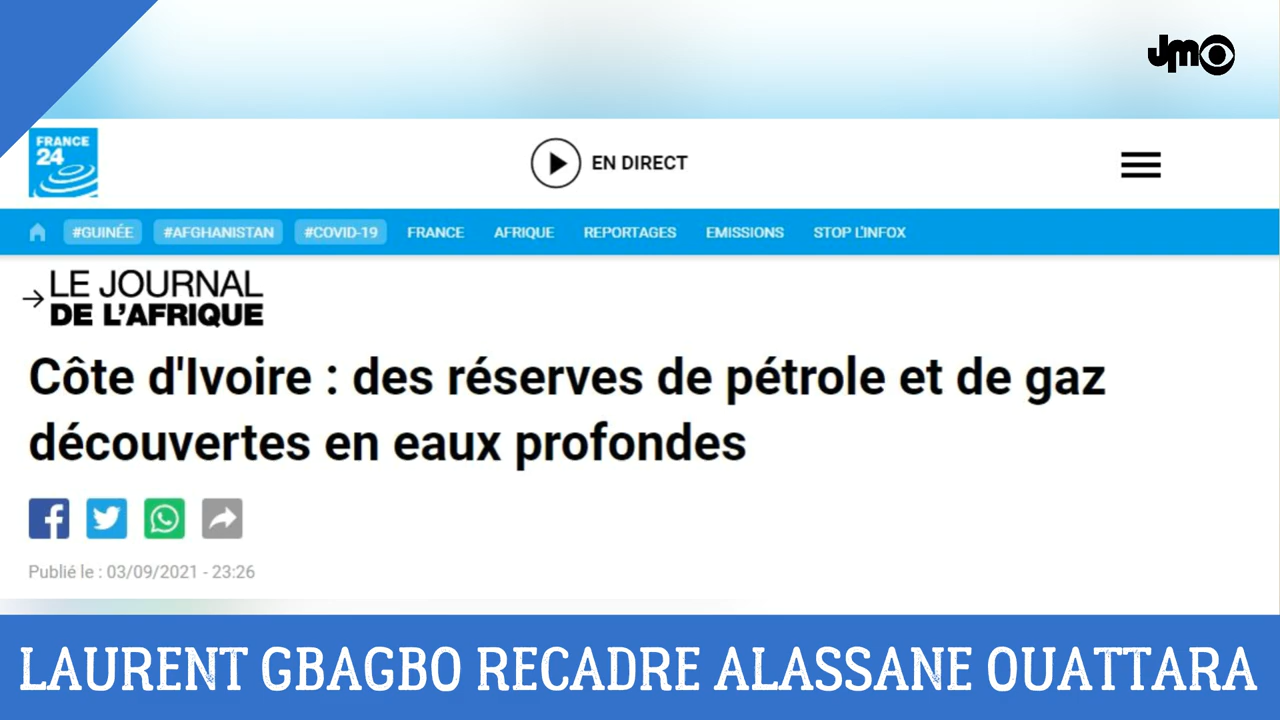 JMO
FRANCE
24
EN DIRECT
#GUINÉE #AFGHANISTAN #COVID-19 FRANCE AFRIQUE REPORTAGES EMISSIONS STOP L'INFOX
→LE JOURNAL
DE L'AFRIQUE
Côte d'Ivoire : des réserves de pétrole et de gaz
découvertes en eaux profondes
Publié le : 03/09/2021 - 23:26
LAURENT GBAGBO RECADRE ALASSANE OUATTARA